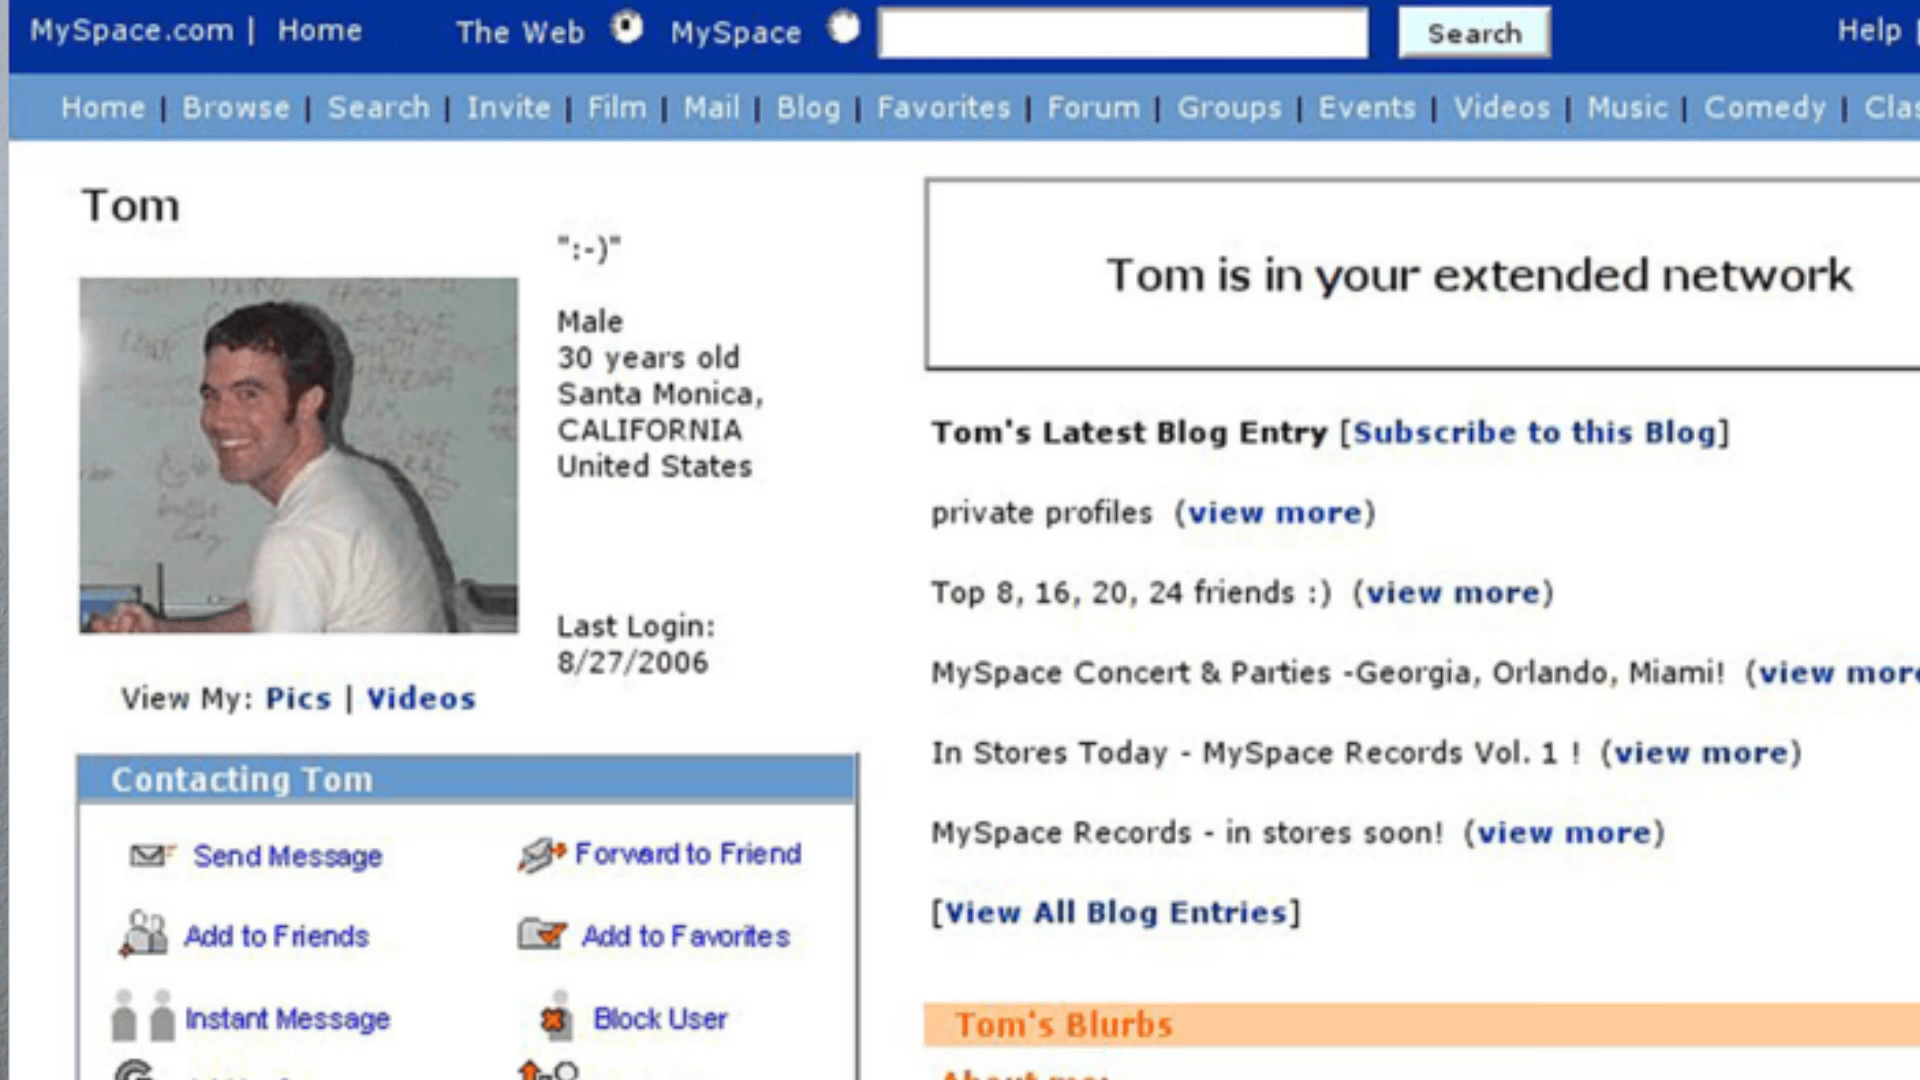 MySpace.com | Home The Web MySpace Search Help |
Home | Browse | Search | Invite | Film | Mail | Blog | Favorites | Forum | Groups | Events | Videos | Music | Comedy | Clas
Tom
":-)"
Male
30 years old
Santa Monica,
CALIFORNIA
United States
Last Login:
8/27/2006
View My: Pics | Videos
Contacting Tom
Send Message
Forward to Friend
Add to Friends
Add to Favorites
Instant Message
Block User
Tom is in your extended network
Tom's Latest Blog Entry [Subscribe to this Blog]
private profiles (view more)
Top 8, 16, 20, 24 friends :) (view more)
MySpace Concert & Parties -Georgia, Orlando, Miami! (view more
In Stores Today - MySpace Records Vol. 1 ! (view more)
MySpace Records - in stores soon! (view more)
[View All Blog Entries]
Tom's Blurbs
About me: